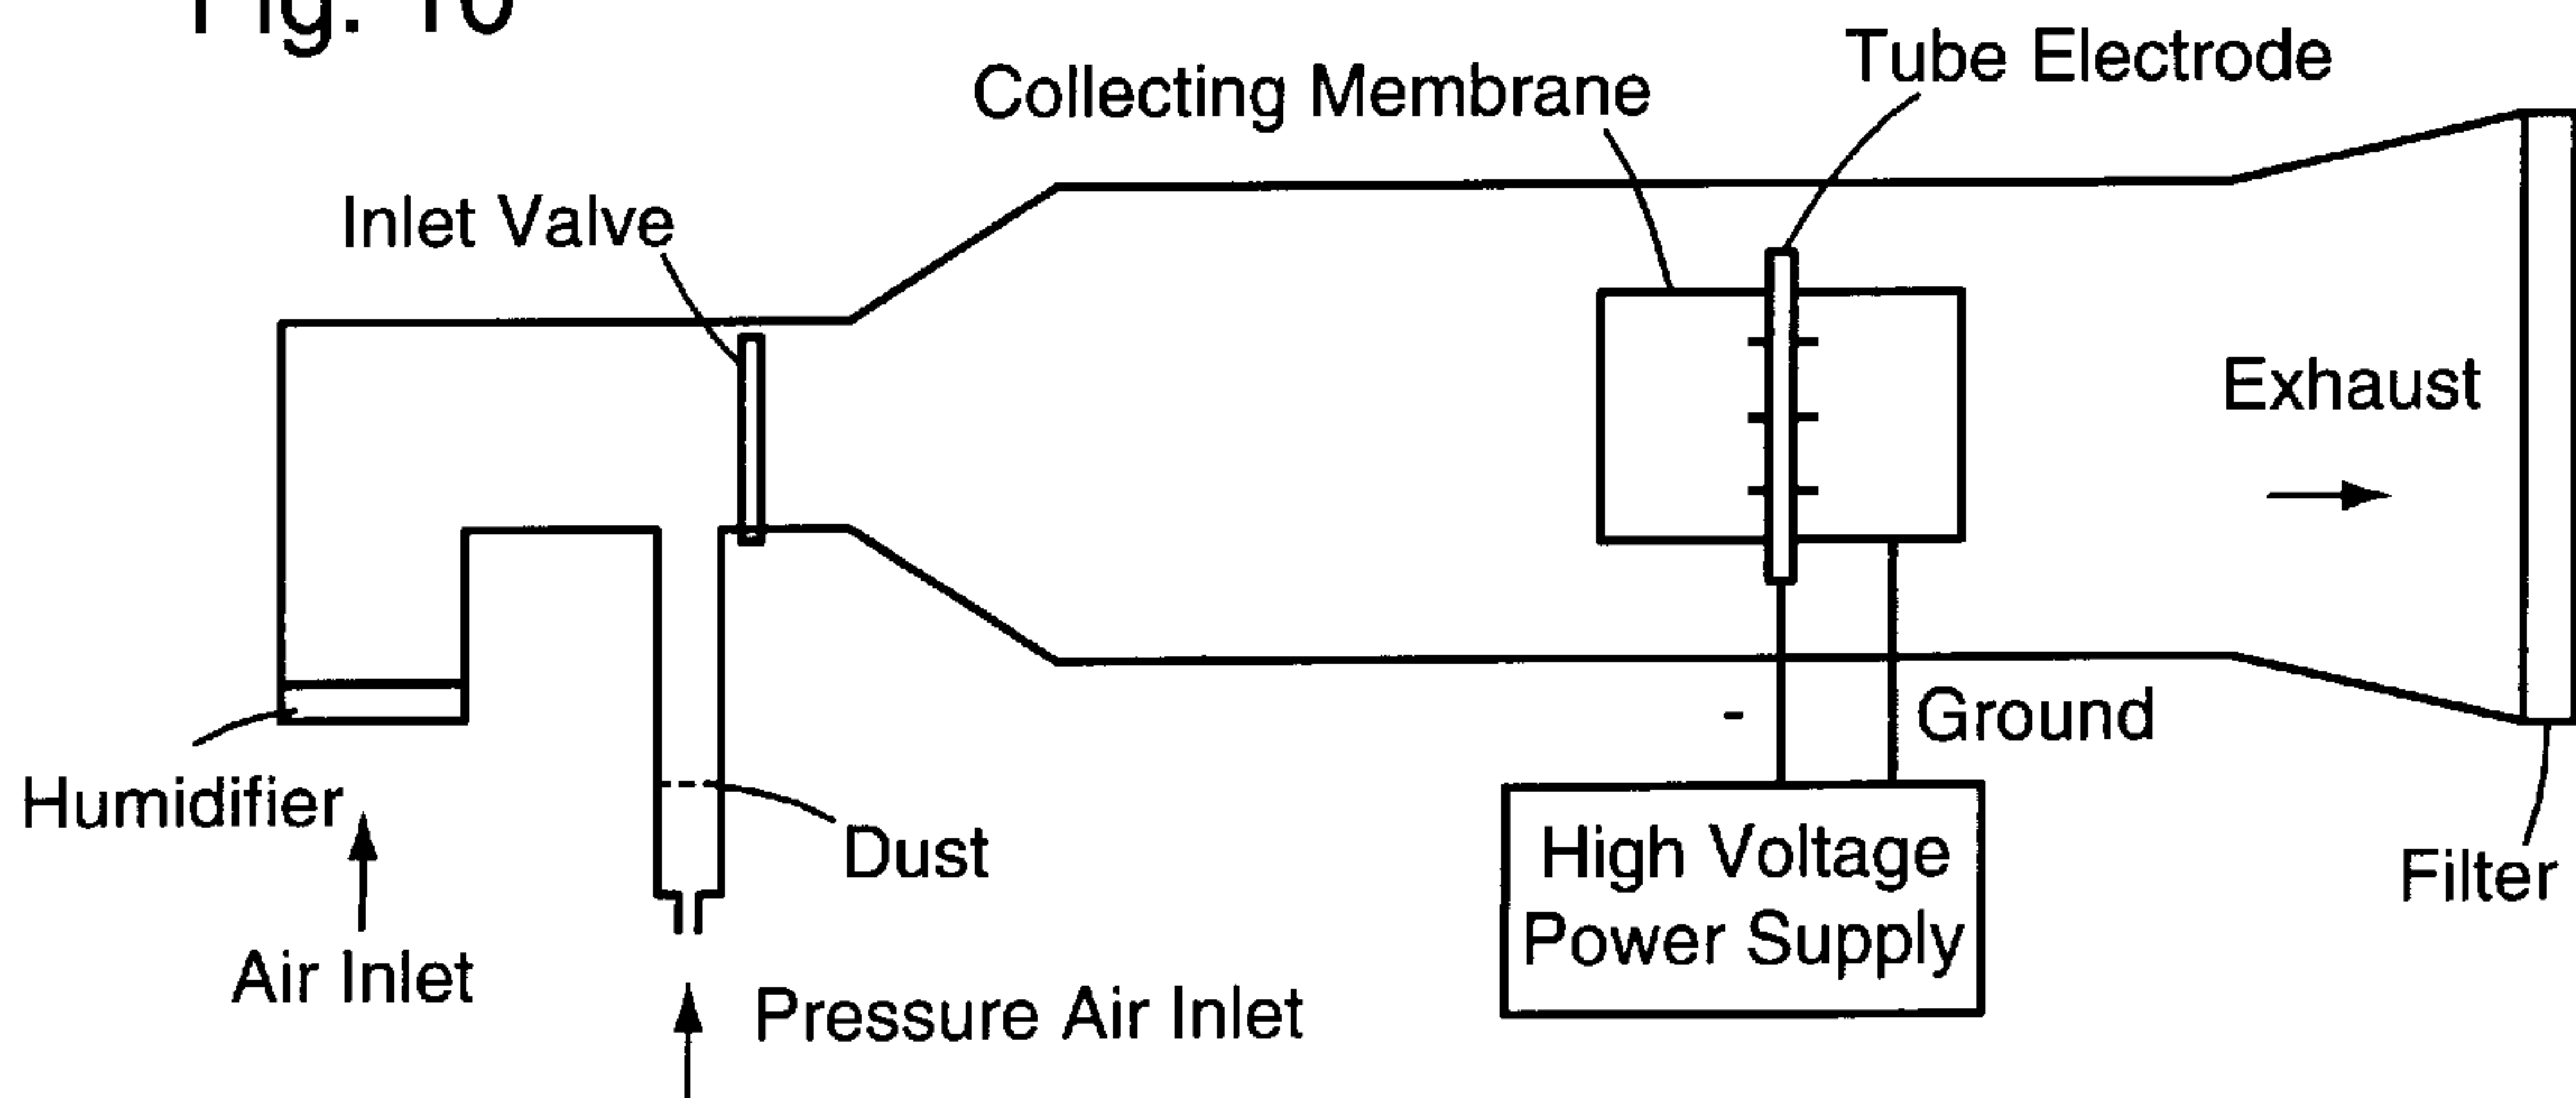 Fig. 10
Tube Electrode
Collecting Membrane
Inlet Valve
Exhaust
-
Ground
Humidifier
Dust
High Voltage
Power Supply
Filter
Air Inlet
Pressure Air Inlet